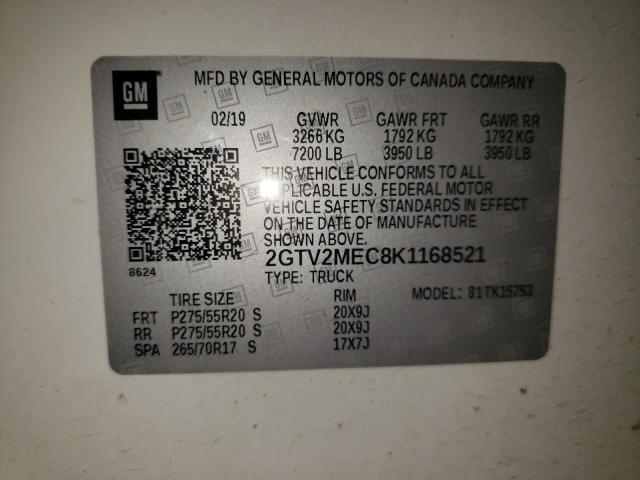 GM
MFD BY GENERAL MOTORS OF CANADA COMPANY
02/19 GVWR GAWR FRT GAWR RR
3266 KG 1792 KG 1792 KG
7200 LB 3950 LB 3950 LB
THIS VEHICLE CONFORMS TO ALL
APPLICABLE U.S. FEDERAL MOTOR
VEHICLE SAFETY STANDARDS IN EFFECT
ON THE DATE OF MANUFACTURE
SHOWN ABOVE.
8624
2GTV2MEC8K1168521
TYPE: TRUCK
TIRE SIZE RIM MODEL: 81TK15753
FRT P275/55R20 S 20X9J
RR P275/55R20 S 20X9J
SPA 265/70R17 S 17X7J